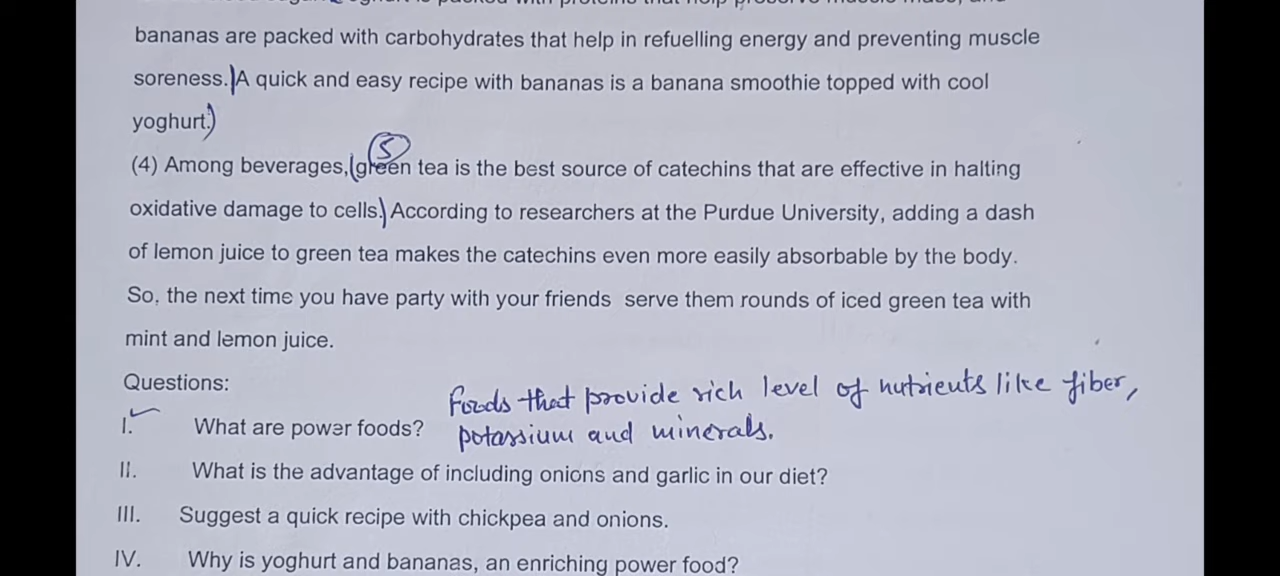 bananas are packed with carbohydrates that help in refuelling energy and preventing muscle
soreness. A quick and easy recipe with bananas is a banana smoothie topped with cool
yoghurt.
5
(4) Among beverages, green tea is the best source of catechins that are effective in halting
oxidative damage to cells. According to researchers at the Purdue University, adding a dash
of lemon juice to green tea makes the catechins even more easily absorbable by the body.
So, the next time you have party with your friends serve them rounds of iced green tea with
mint and lemon juice.
Questions:
Foods that provide rich level of nutrients like fiber,
I. What are power foods? potassium and minerals.
II. What is the advantage of including onions and garlic in our diet?
III. Suggest a quick recipe with chickpea and onions.
IV. Why is yoghurt and bananas, an enriching power food?